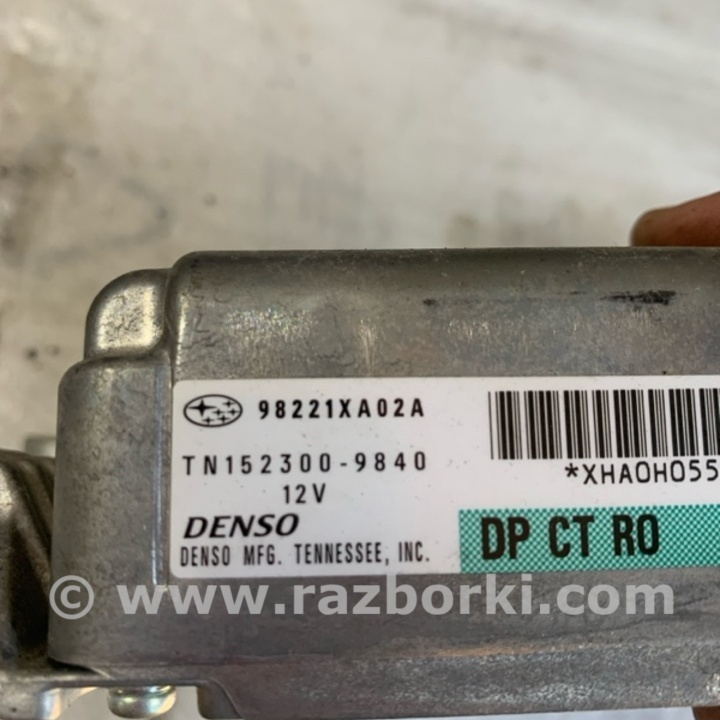 98221XA02A
TN152300-9840
12V
DENSO
DENSO MFG. TENNESSEE, INC.
*XHA0H055
DP CT R0
© www.razborki.com